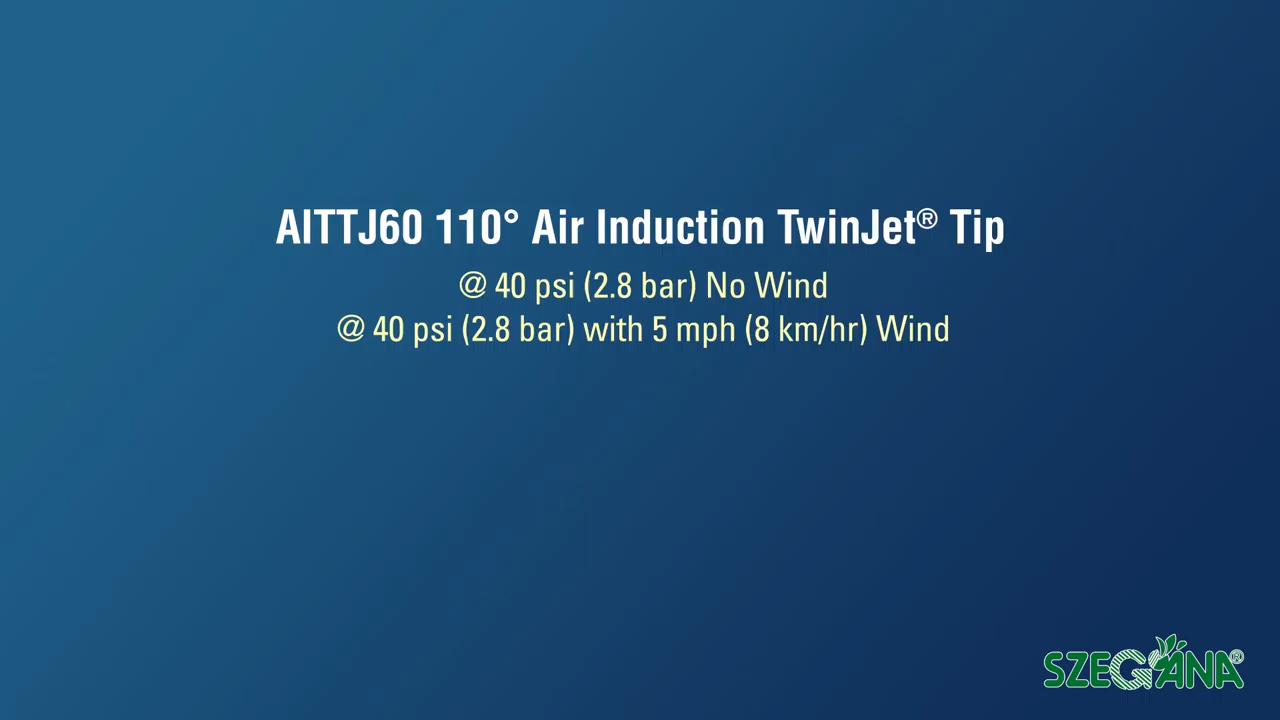 AITTJ60 110° Air Induction TwinJet® Tip
@ 40 psi (2.8 bar) No Wind
@ 40 psi (2.8 bar) with 5 mph (8 km/hr) Wind
SZEGÁNA®